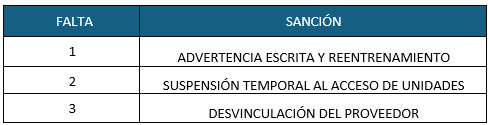 FALTA SANCIÓN
1 ADVERTENCIA ESCRITA Y REENTRENAMIENTO
2 SUSPENSIÓN TEMPORAL AL ACCESO DE UNIDADES
3 DESVINCULACIÓN DEL PROVEEDOR